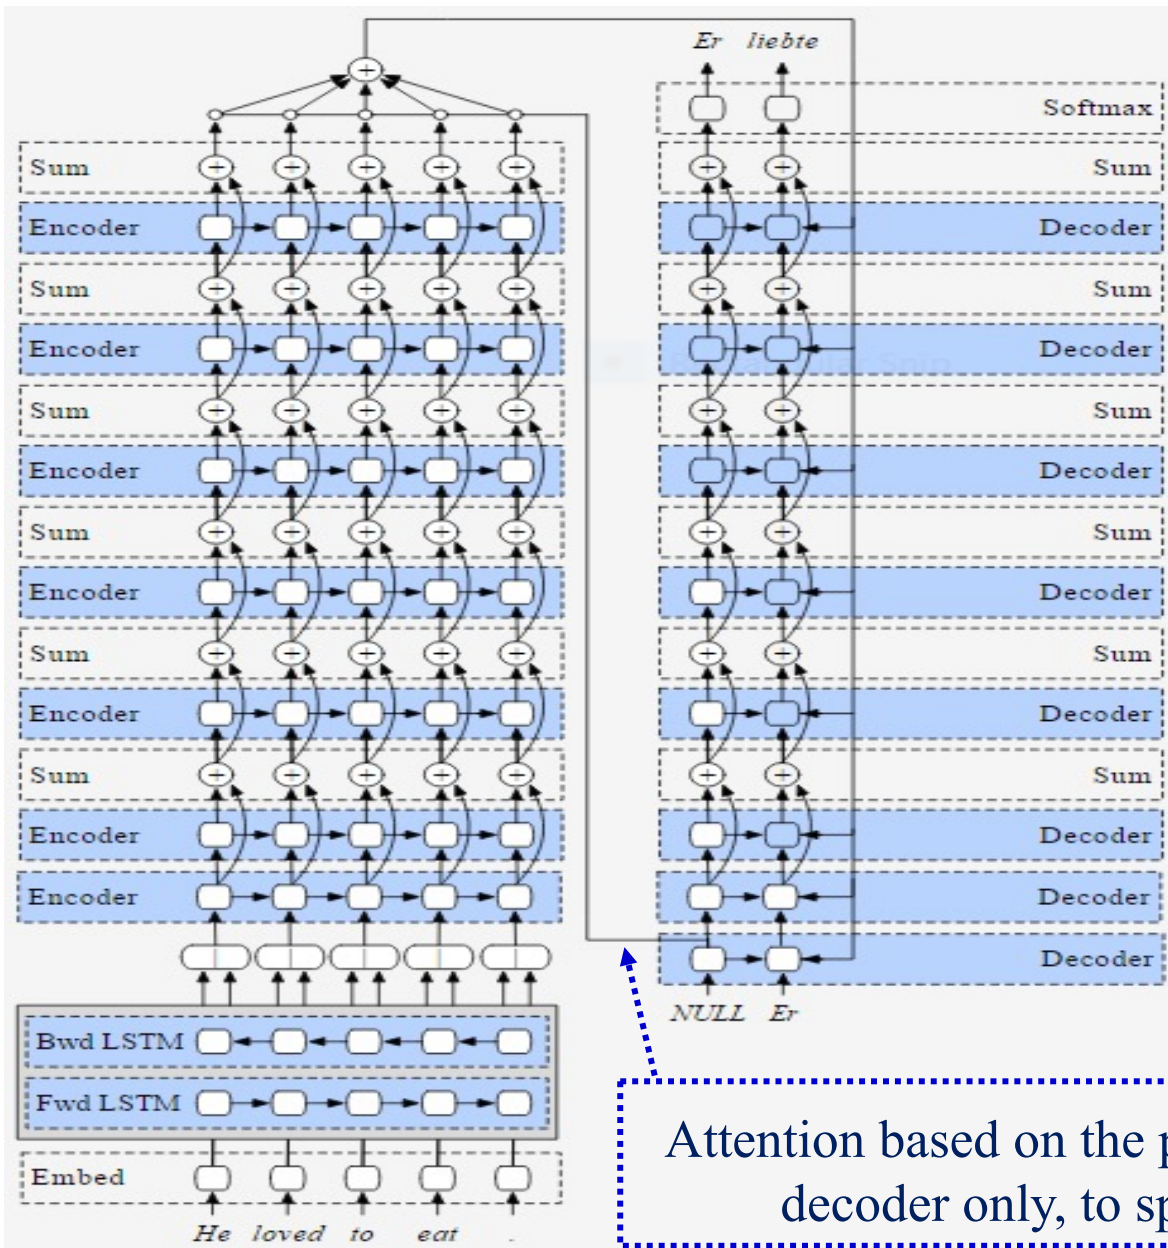 Sum
Encoder
Sum
Encoder
Sum
Encoder
Sum
Encoder
Sum
Encoder
Sum
Encoder
Encoder
Bwd LSTM
Fwd LSTM
Embed
He loved to eat .
Er liebte
Softmax
Sum
Decoder
Sum
Decoder
Sum
Decoder
Sum
Decoder
Sum
Decoder
Sum
Decoder
Decoder
Decoder
NULL Er
Attention based on the p
decoder only, to sp